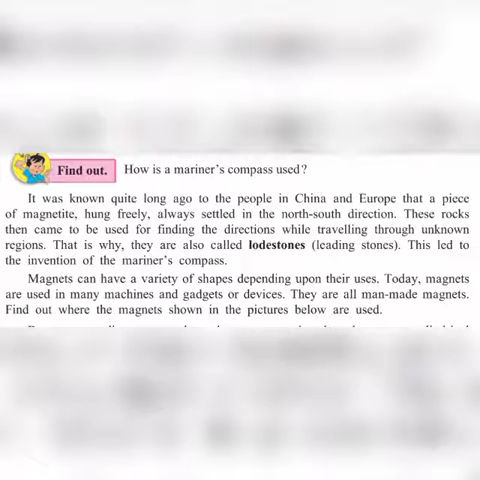 Find out. How is a mariner's compass used?
It was known quite long ago to the people in China and Europe that a piece
of magnetite, hung freely, always settled in the north-south direction. These rocks
then came to be used for finding the directions while travelling through unknown
regions. That is why, they are also called lodestones (leading stones). This led to
the invention of the mariner's compass.
Magnets can have a variety of shapes depending upon their uses. Today, magnets
are used in many machines and gadgets or devices. They are all man-made magnets.
Find out where the magnets shown in the pictures below are used.